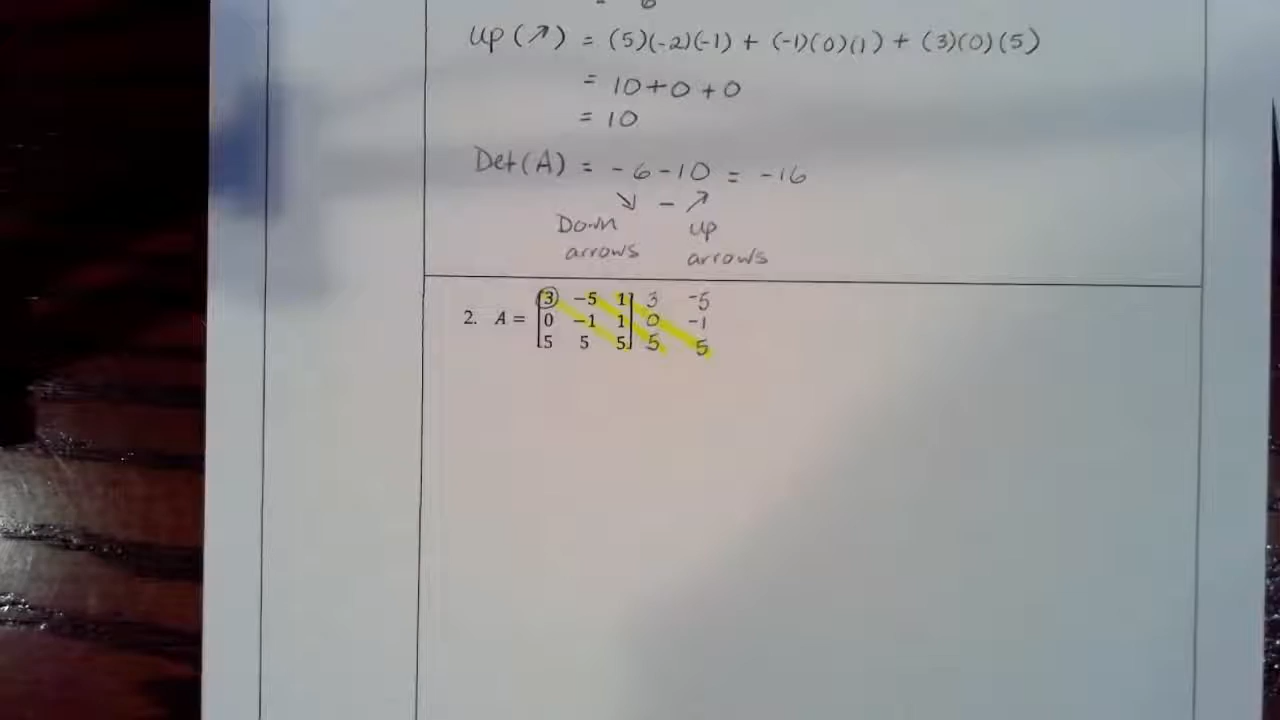 up (↗) = (5)(-2)(-1) + (-1)(0)(1) + (3)(0)(5)
= 10+0+0
= 10
Det(A) = -6-10 = -16
↘ - ↗
Down up
arrows arrows
3 -5 1 3 -5
2. A = 0 -1 1 0 -1
5 5 5 5 5